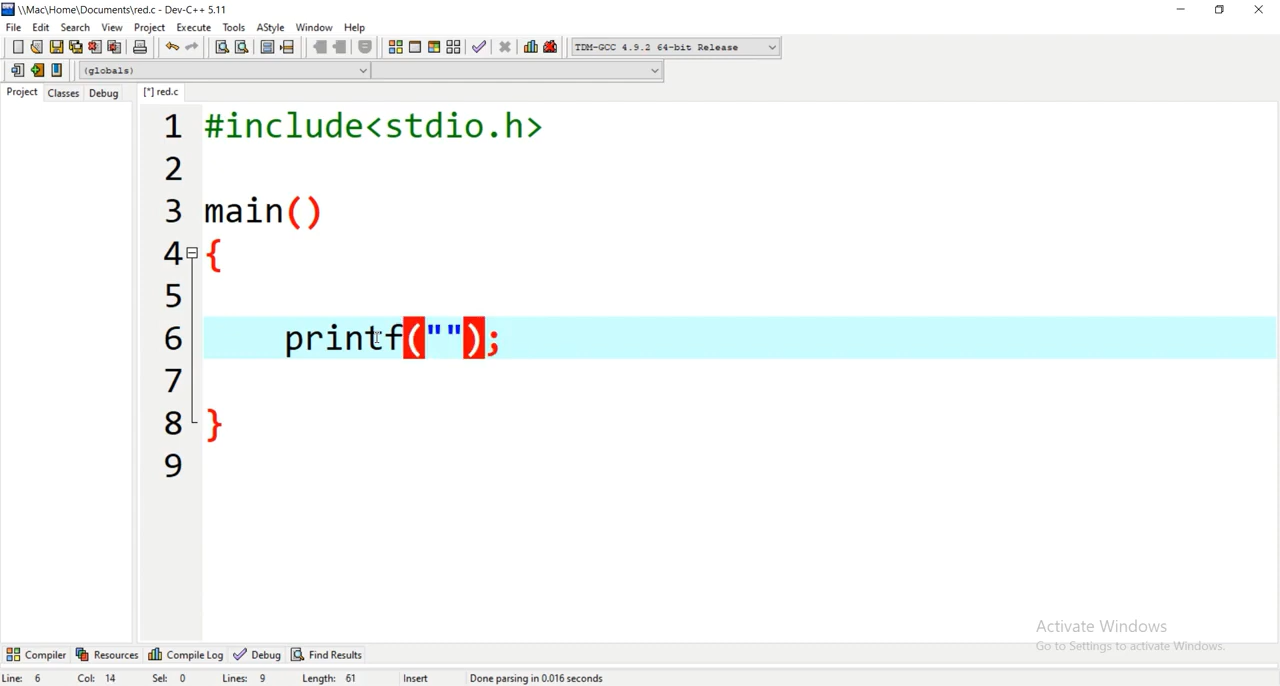 \\Mac\Home\Documents\red.c - Dev-C++ 5.11
File Edit Search View Project Execute Tools AStyle Window Help
TDM-GCC 4.9.2 64-bit Release
(globals)
Project Classes Debug [*] red.c
1 #include<stdio.h>
2
3 main()
4 {
5
6 printf("");
7
8 }
9
Activate Windows
Go to Settings to activate Windows.
Compiler Resources Compile Log Debug Find Results
Line: 6 Col: 14 Sel: 0 Lines: 9 Length: 61 Insert Done parsing in 0.016 seconds